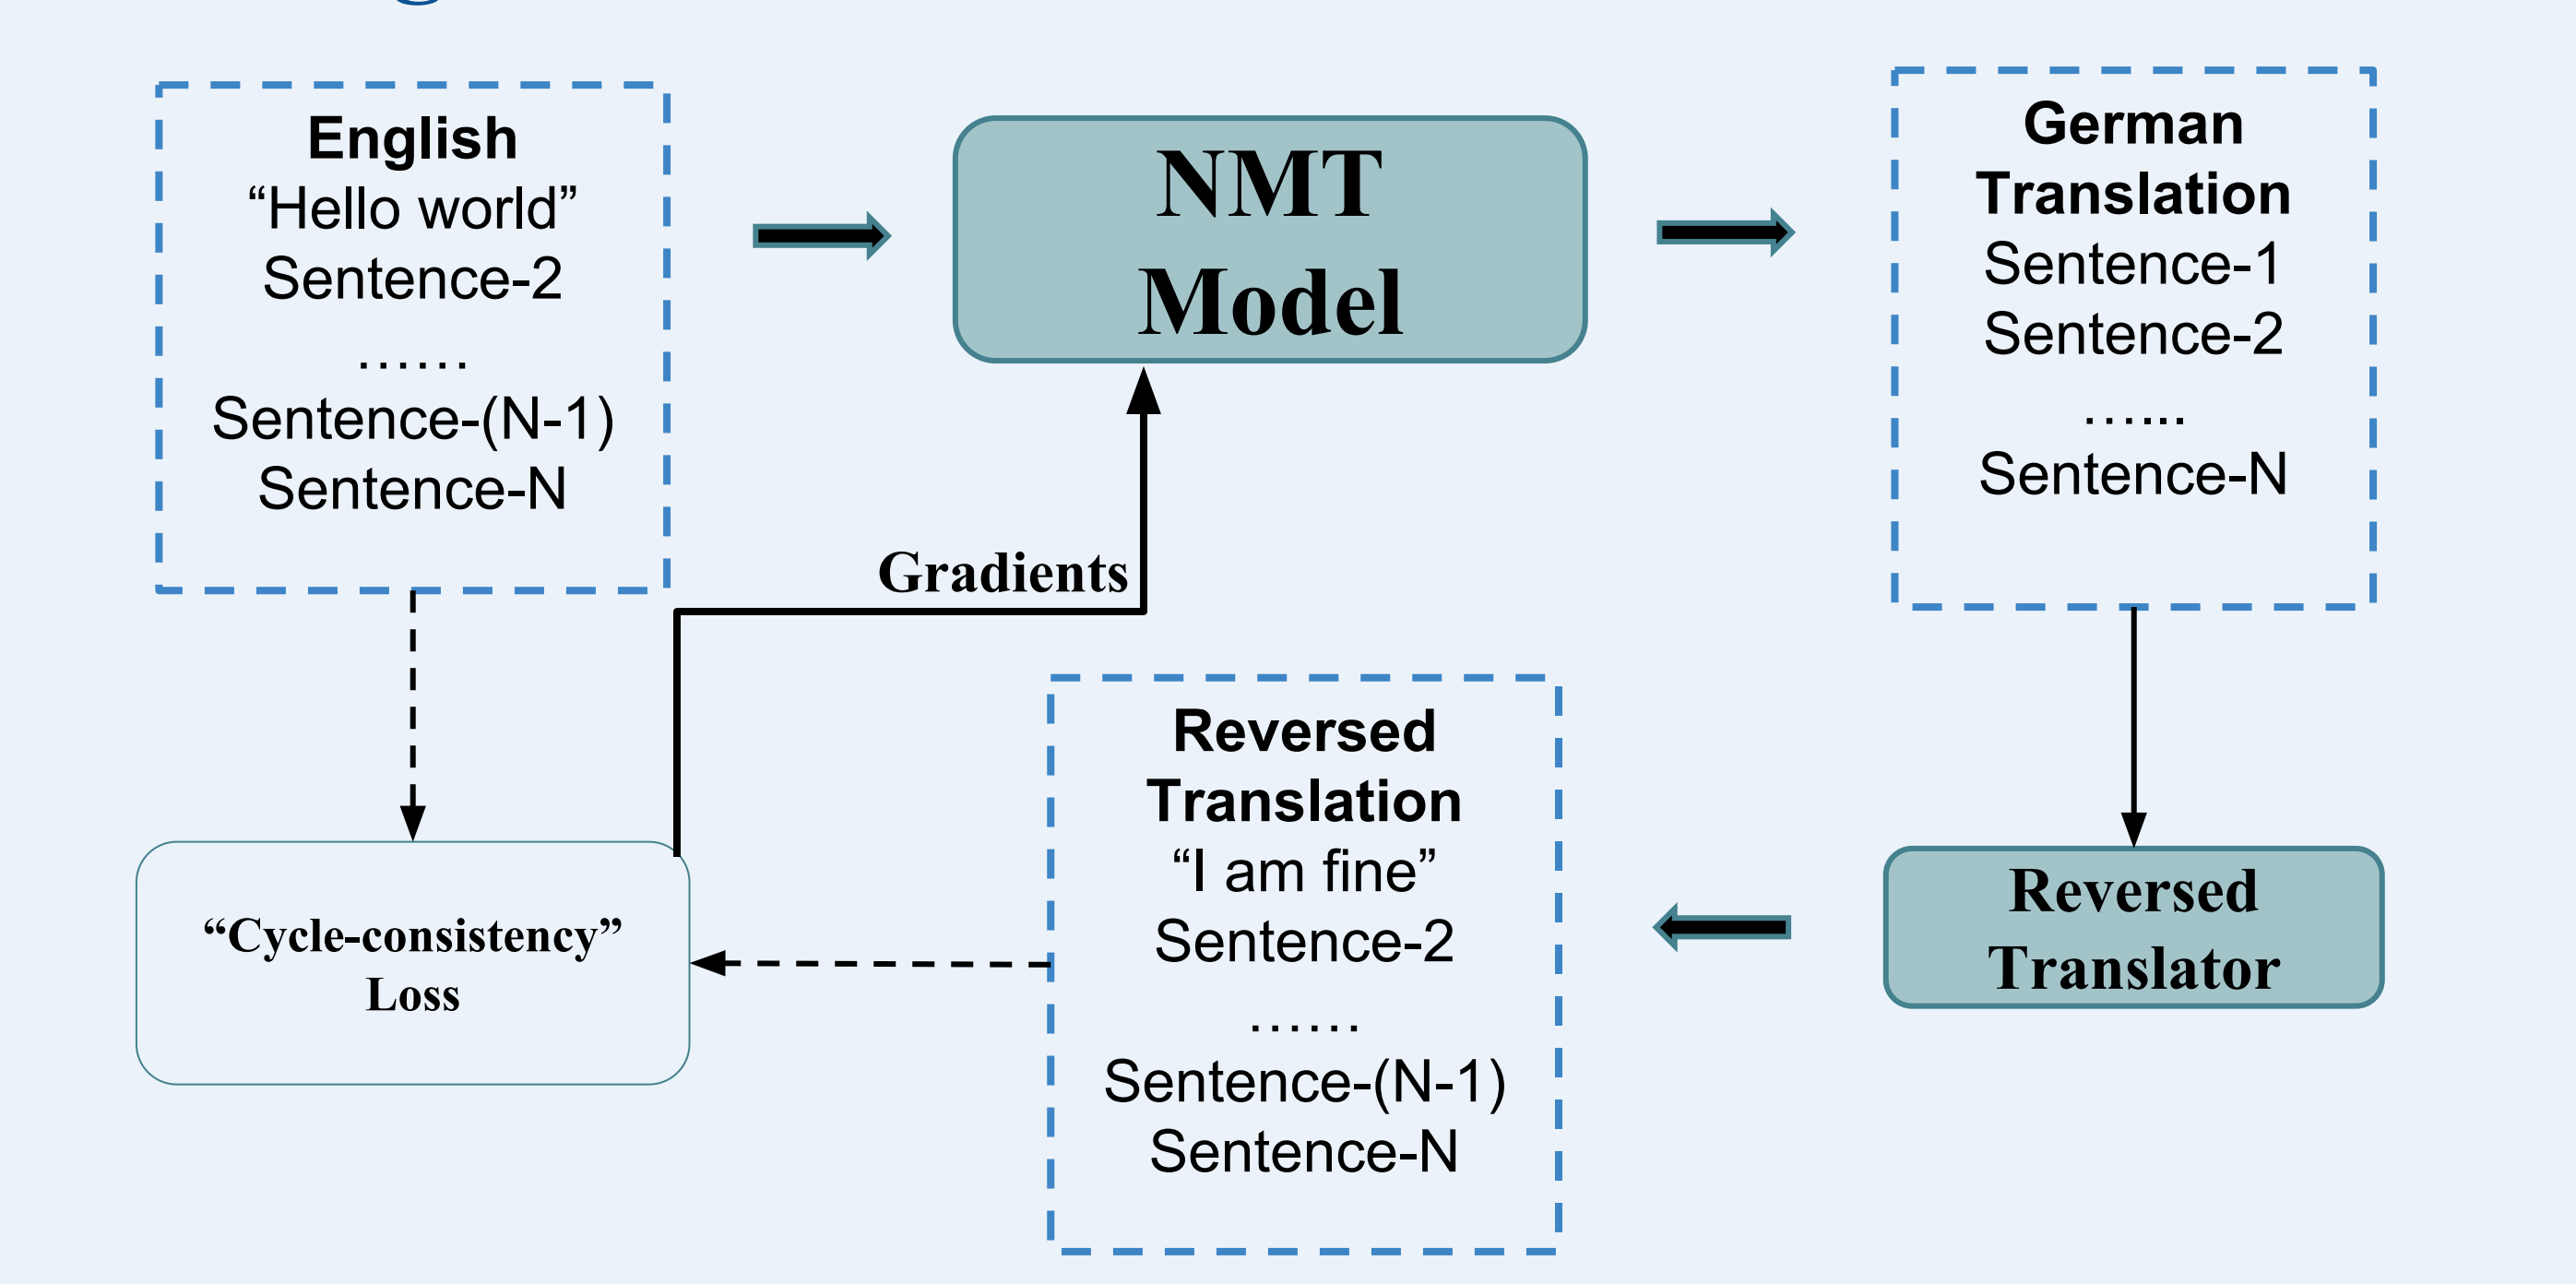 English
“Hello world”
Sentence-2
……
Sentence-(N-1)
Sentence-N
NMT
Model
German
Translation
Sentence-1
Sentence-2
…...
Sentence-N
Gradients
Reversed
Translation
“I am fine”
Sentence-2
……
Sentence-(N-1)
Sentence-N
Reversed
Translator
“Cycle-consistency”
Loss